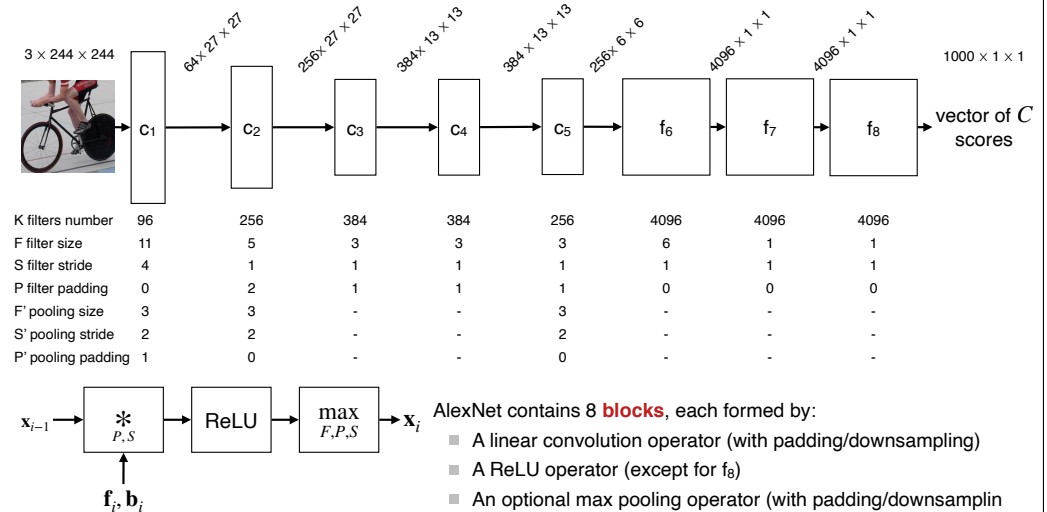 3 × 244 × 244
64× 27 × 27
256× 27 × 27
384× 13 × 13
384× 13 × 13
256× 6 × 6
4096 × 1 × 1
4096 × 1 × 1
1000 × 1 × 1
c1
c2
c3
c4
c5
f6
f7
f8
vector of C
scores
K filters number 96 256 384 384 256 4096 4096 4096
F filter size 11 5 3 3 3 6 1 1
S filter stride 4 1 1 1 1 1 1 1
P filter padding 0 2 1 1 1 0 0 0
F' pooling size 3 3 - - 3 - - -
S' pooling stride 2 2 - - 2 - - -
P' pooling padding 1 0 - - 0 - - -
x_{i−1} * P, S ReLU max F,P,S x_i
f_i, b_i
AlexNet contains 8 blocks, each formed by:
A linear convolution operator (with padding/downsampling)
A ReLU operator (except for f8)
An optional max pooling operator (with padding/downsamplin